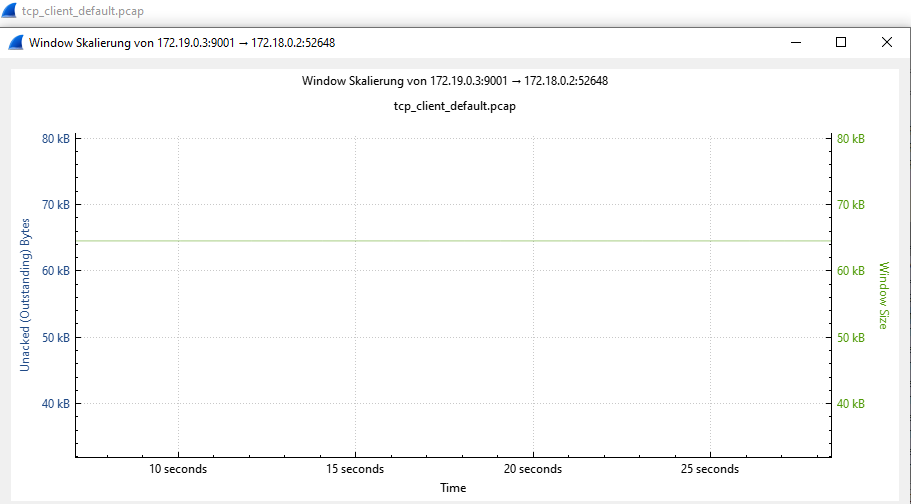 tcp_client_default.pcap
Window Skalierung von 172.19.0.3:9001 → 172.18.0.2:52648
Window Skalierung von 172.19.0.3:9001 → 172.18.0.2:52648
tcp_client_default.pcap
80 kB
70 kB
60 kB
50 kB
40 kB
Unacked (Outstanding) Bytes
80 kB
70 kB
60 kB
50 kB
40 kB
Window Size
10 seconds
15 seconds
20 seconds
25 seconds
Time